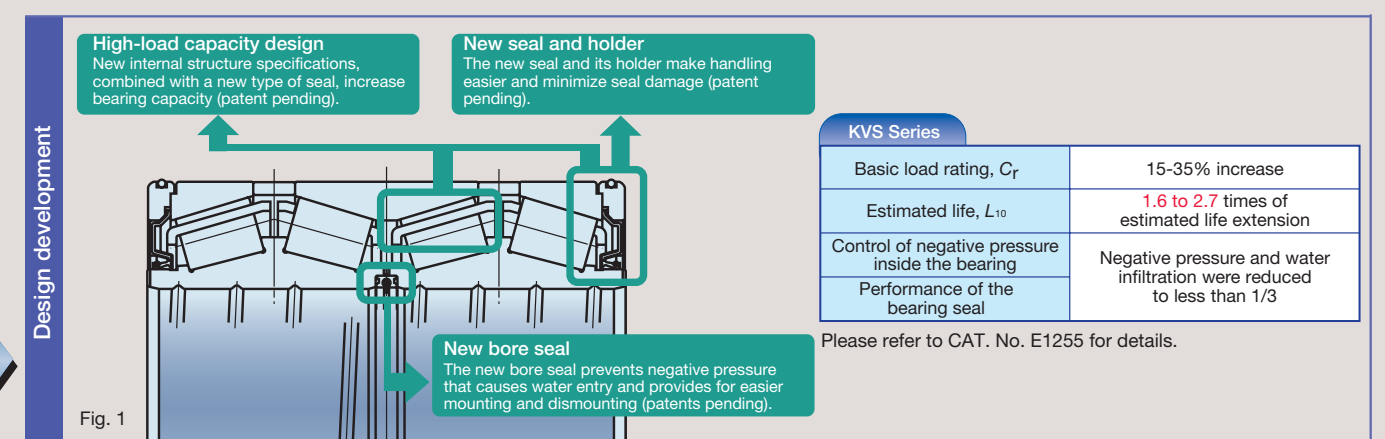 Design development
High-load capacity design
New internal structure specifications,
combined with a new type of seal, increase
bearing capacity (patent pending).
New seal and holder
The new seal and its holder make handling
easier and minimize seal damage (patent
pending).
KVS Series
Basic load rating, Cr
15-35% increase
Estimated life, L10
1.6 to 2.7 times of
estimated life extension
Control of negative pressure
inside the bearing
Performance of the
bearing seal
Negative pressure and water
infiltration were reduced
to less than 1/3
Please refer to CAT. No. E1255 for details.
New bore seal
The new bore seal prevents negative pressure
that causes water entry and provides for easier
mounting and dismounting (patents pending).
Fig. 1